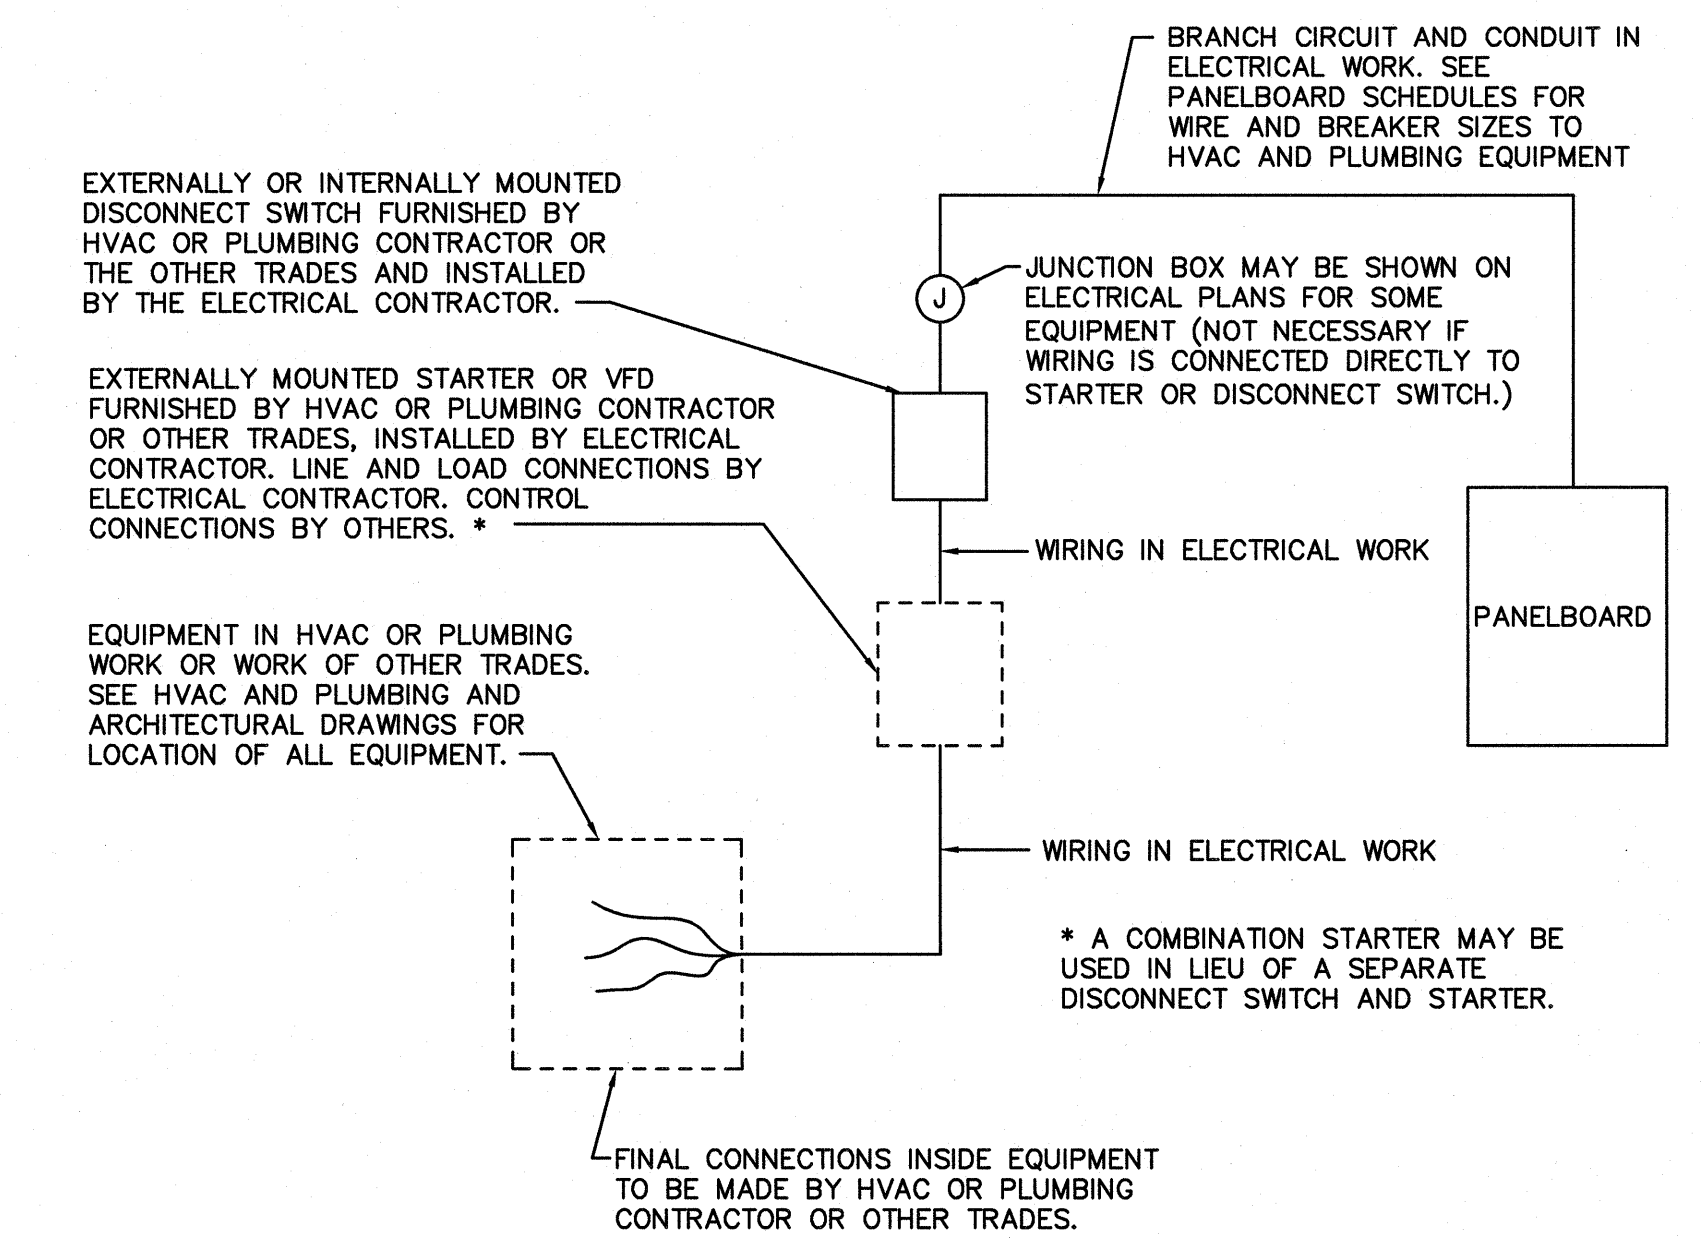 BRANCH CIRCUIT AND CONDUIT IN
ELECTRICAL WORK. SEE
PANELBOARD SCHEDULES FOR
WIRE AND BREAKER SIZES TO
HVAC AND PLUMBING EQUIPMENT
EXTERNALLY OR INTERNALLY MOUNTED
DISCONNECT SWITCH FURNISHED BY
HVAC OR PLUMBING CONTRACTOR OR
THE OTHER TRADES AND INSTALLED
BY THE ELECTRICAL CONTRACTOR.
J
JUNCTION BOX MAY BE SHOWN ON
ELECTRICAL PLANS FOR SOME
EQUIPMENT (NOT NECESSARY IF
WIRING IS CONNECTED DIRECTLY TO
STARTER OR DISCONNECT SWITCH.)
EXTERNALLY MOUNTED STARTER OR VFD
FURNISHED BY HVAC OR PLUMBING CONTRACTOR
OR OTHER TRADES, INSTALLED BY ELECTRICAL
CONTRACTOR. LINE AND LOAD CONNECTIONS BY
ELECTRICAL CONTRACTOR. CONTROL
CONNECTIONS BY OTHERS. *
WIRING IN ELECTRICAL WORK
PANELBOARD
EQUIPMENT IN HVAC OR PLUMBING
WORK OR WORK OF OTHER TRADES.
SEE HVAC AND PLUMBING AND
ARCHITECTURAL DRAWINGS FOR
LOCATION OF ALL EQUIPMENT.
WIRING IN ELECTRICAL WORK
* A COMBINATION STARTER MAY BE
USED IN LIEU OF A SEPARATE
DISCONNECT SWITCH AND STARTER.
FINAL CONNECTIONS INSIDE EQUIPMENT
TO BE MADE BY HVAC OR PLUMBING
CONTRACTOR OR OTHER TRADES.